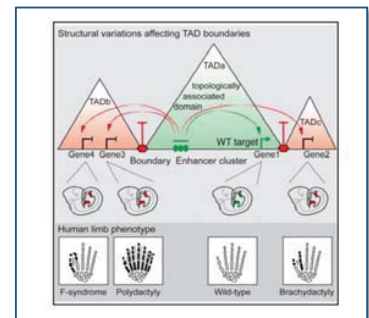 Structural variations affecting TAD boundaries
TADa
topologically
associated
domain
TADb
TADc
WT target
Gene4 Gene3 Boundary Enhancer cluster Gene1 Gene2
Human limb phenotype
F-syndrome Polydactyly Wild-type Brachydactyly